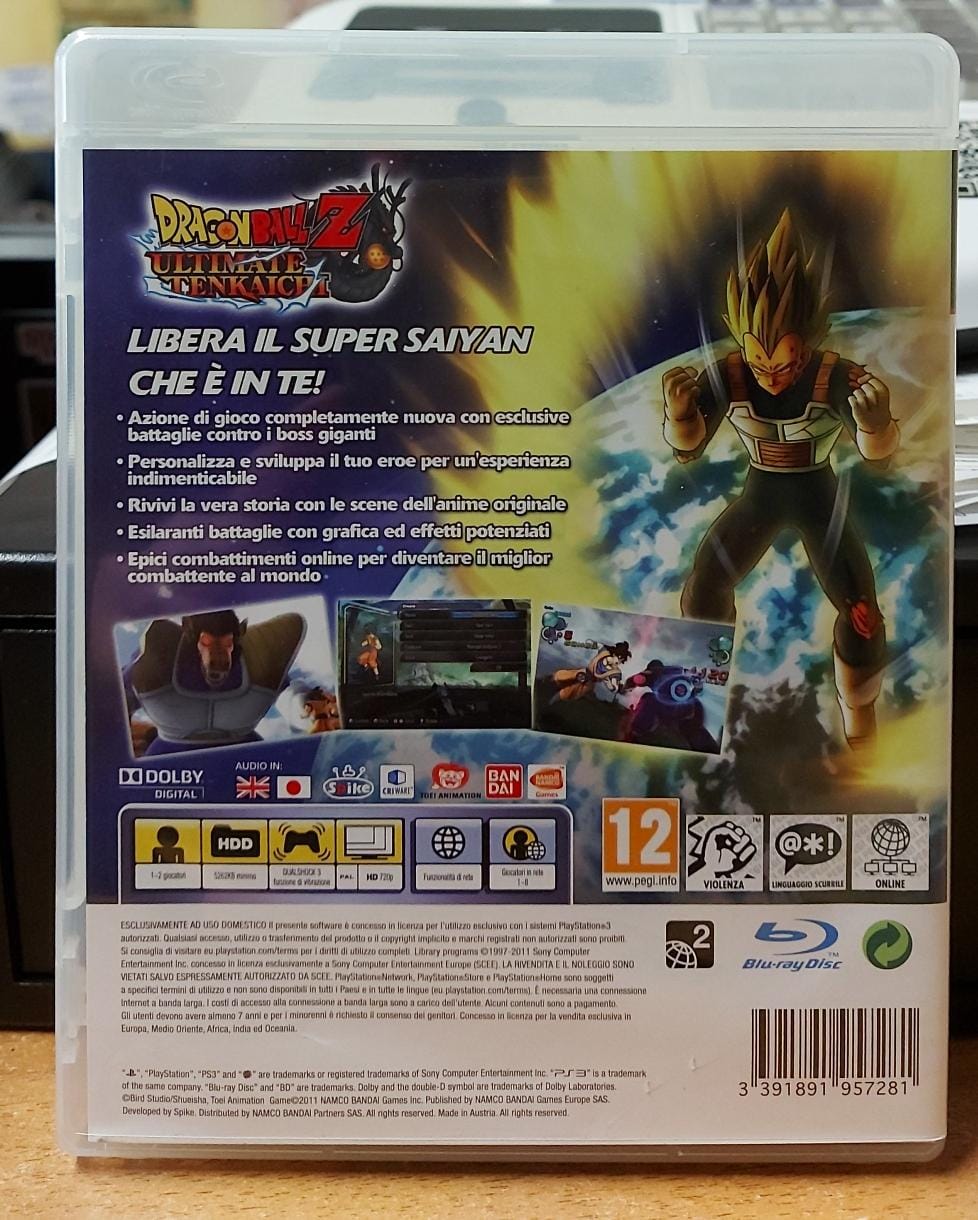 DRAGON BALL Z
ULTIMATE
TENKAICHI
LIBERA IL SUPER SAIYAN
CHE È IN TE!
• Azione di gioco completamente nuova con esclusive
battaglie contro i boss giganti
• Personalizza e sviluppa il tuo eroe per un'esperienza
indimenticabile
• Rivivi la vera storia con le scene dell'anime originale
• Esilaranti battaglie con grafica ed effetti potenziati
• Epici combattimenti online per diventare il miglior
combattente al mondo
DOLBY
DIGITAL
AUDIO IN:
Spike
CRIWARE
TOEI ANIMATION
BAN
DAI
BANDAI
NAMCO
Games
1-2 giocatori
HDD
5262KB minimo
DUALSHOCK 3
funzione di vibrazione
PAL
HD 720p
Funzionalità di rete
Giocatori in rete
1-8
12
www.pegi.info
VIOLENZA
@*!
LINGUAGGIO SCURRILE
ONLINE
ESCLUSIVAMENTE AD USO DOMESTICO Il presente software è concesso in licenza per l'utilizzo esclusivo con i sistemi PlayStation®3
autorizzati. Qualsiasi accesso, utilizzo o trasferimento del prodotto o il copyright implicito e marchi registrati non autorizzati sono proibiti.
Si consiglia di visitare eu.playstation.com/terms per i diritti di utilizzo completi. Library programs ©1997-2011 Sony Computer
Entertainment Inc. concesso in licenza esclusivamente a Sony Computer Entertainment Europe (SCEE). LA RIVENDITA E IL NOLEGGIO SONO
VIETATI SALVO ESPRESSAMENTE AUTORIZZATO DA SCEE. PlayStation®Network, PlayStation®Store e PlayStation®Home sono soggetti
a specifici termini di utilizzo e non sono disponibili in tutti i Paesi e in tutte le lingue (eu.playstation.com/terms). È necessaria una connessione
Internet a banda larga. I costi di accesso alla connessione a banda larga sono a carico dell'utente. Alcuni contenuti sono a pagamento.
Gli utenti devono avere almeno 7 anni e per i minorenni è richiesto il consenso dei genitori. Concesso in licenza per la vendita esclusiva in
Europa, Medio Oriente, Africa, India ed Oceania.
2
Blu-ray Disc™
", "PlayStation", "PS3" and "" are trademarks or registered trademarks of Sony Computer Entertainment Inc. "PS3" is a trademark
of the same company. "Blu-ray Disc" and "BD" are trademarks. Dolby and the double-D symbol are trademarks of Dolby Laboratories.
©Bird Studio/Shueisha, Toei Animation Game©2011 NAMCO BANDAI Games Inc. Published by NAMCO BANDAI Games Europe SAS.
Developed by Spike. Distributed by NAMCO BANDAI Partners SAS. All rights reserved. Made in Austria. All rights reserved.
3 391891 957281